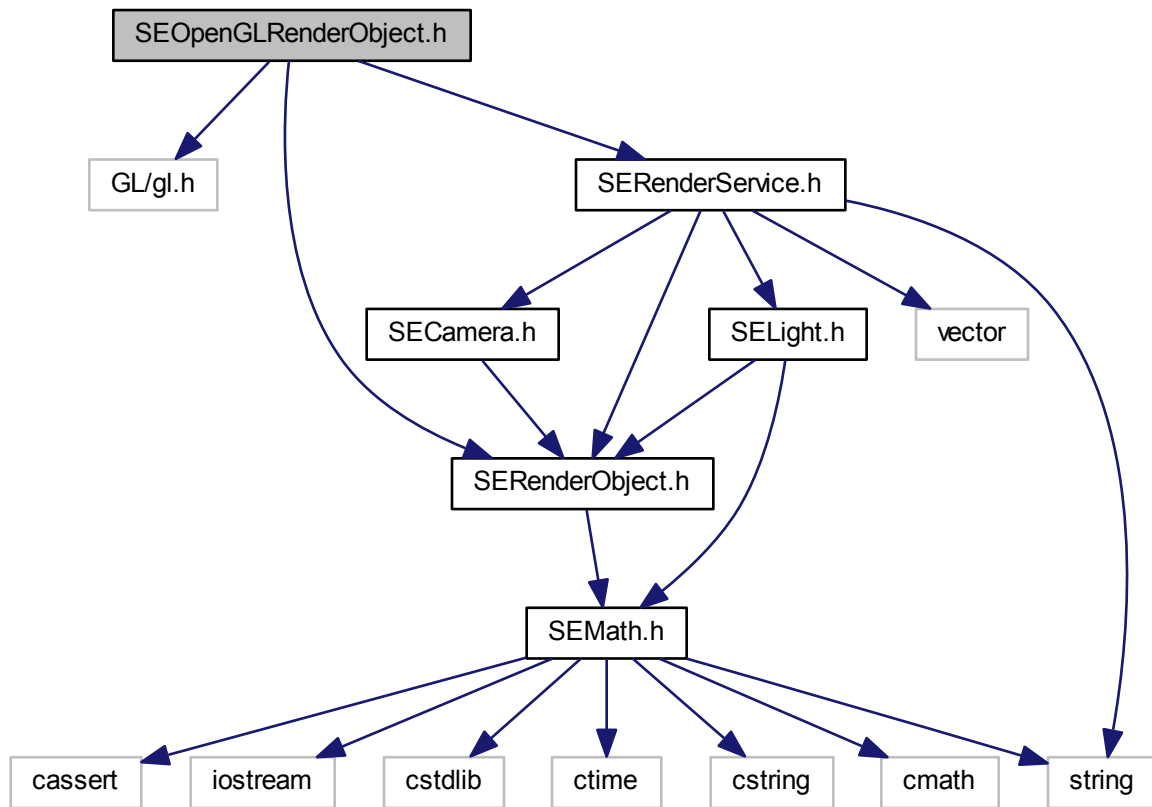 SEOpenGLRenderObject.h
GL/gl.h
SERenderService.h
SECamera.h
SELight.h
vector
SERenderObject.h
SEMath.h
cassert
iostream
cstdlib
ctime
cstring
cmath
string